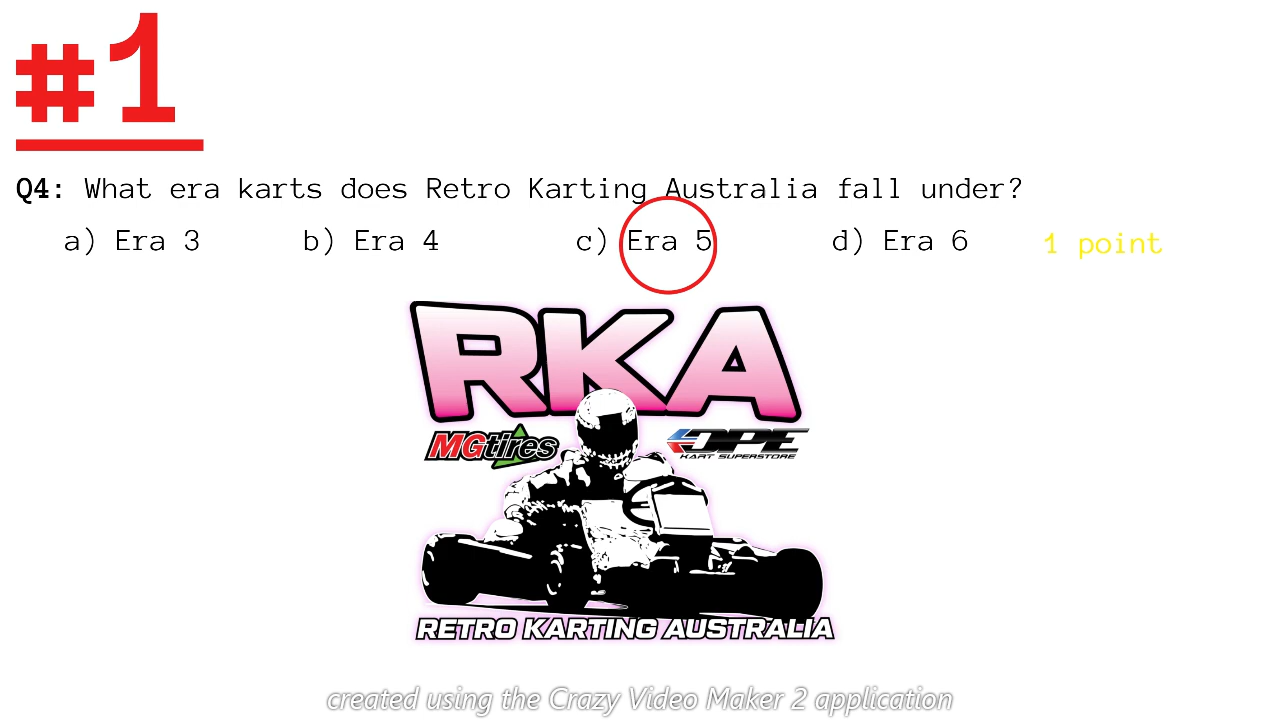 #1
Q4: What era karts does Retro Karting Australia fall under?
a) Era 3 b) Era 4 c) Era 5 d) Era 6 1 point
RKA
MGtires DPE
KART SUPERSTORE
RETRO KARTING AUSTRALIA
created using the Crazy Video Maker 2 application